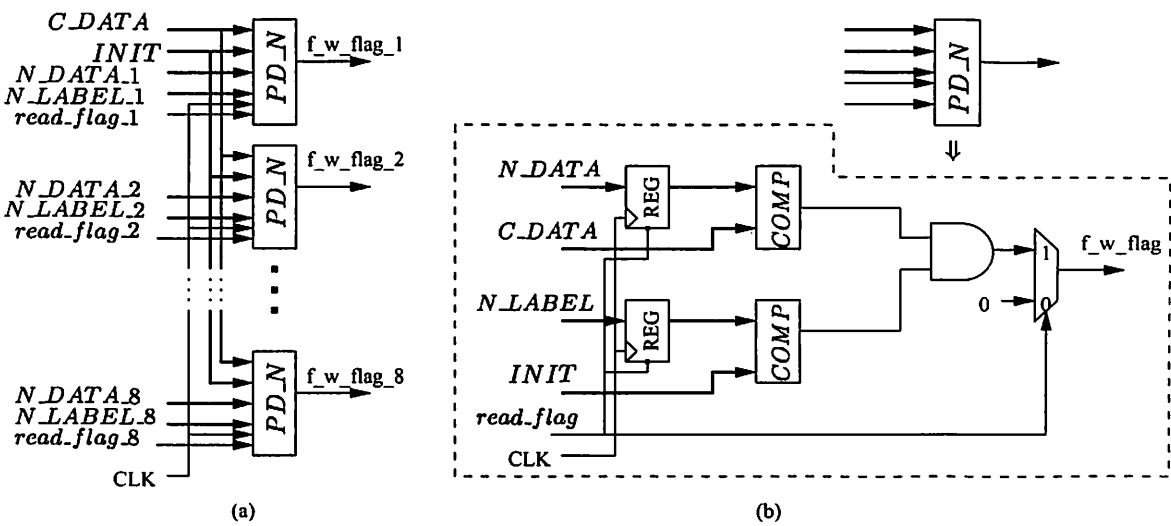 C_DATA
INIT
N_DATA_1
N_LABEL_1
read_flag_1
PD_N
f_w_flag_1
N_DATA_2
N_LABEL_2
read_flag_2
PD_N
f_w_flag_2
N_DATA_8
N_LABEL_8
read_flag_8
PD_N
f_w_flag_8
CLK
(a)
PD_N
N_DATA
REG
COMP
C_DATA
N_LABEL
REG
COMP
INIT
read_flag
CLK
1
0
0
f_w_flag
(b)